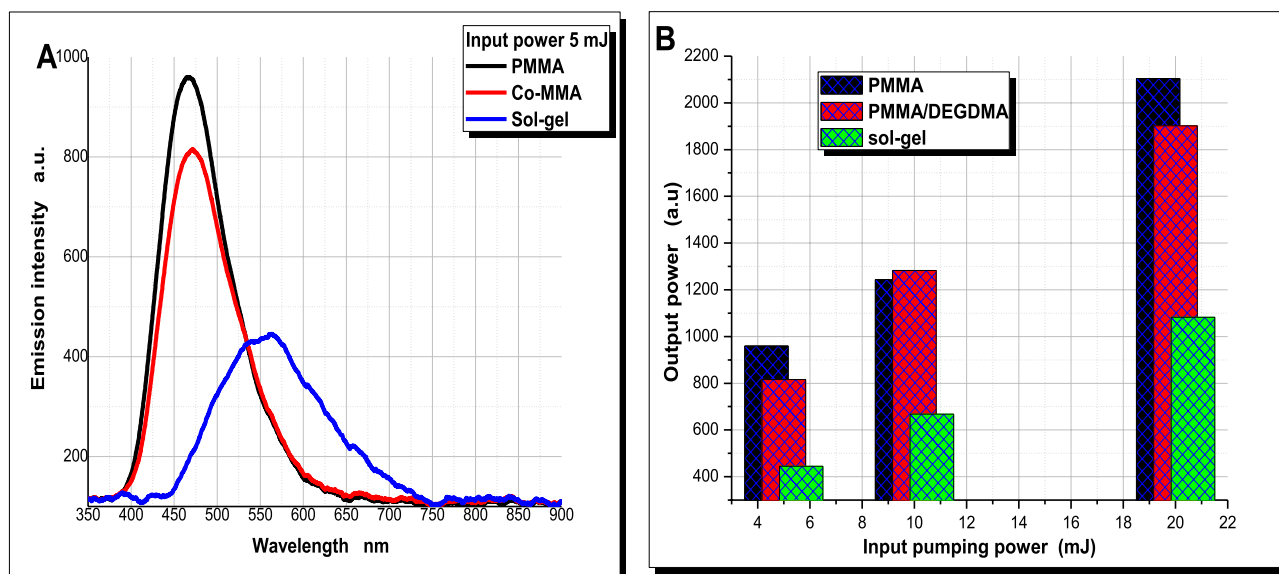 A
Input power 5 mJ
PMMA
Co-MMA
Sol-gel
1000
800
600
400
200
Emission intensity a.u.
350 400 450 500 550 600 650 700 750 800 850 900
Wavelength nm
B
PMMA
PMMA/DEGDMA
sol-gel
2200
2000
1800
1600
1400
1200
1000
800
600
400
Output power (a.u)
4 6 8 10 12 14 16 18 20 22
Input pumping power (mJ)